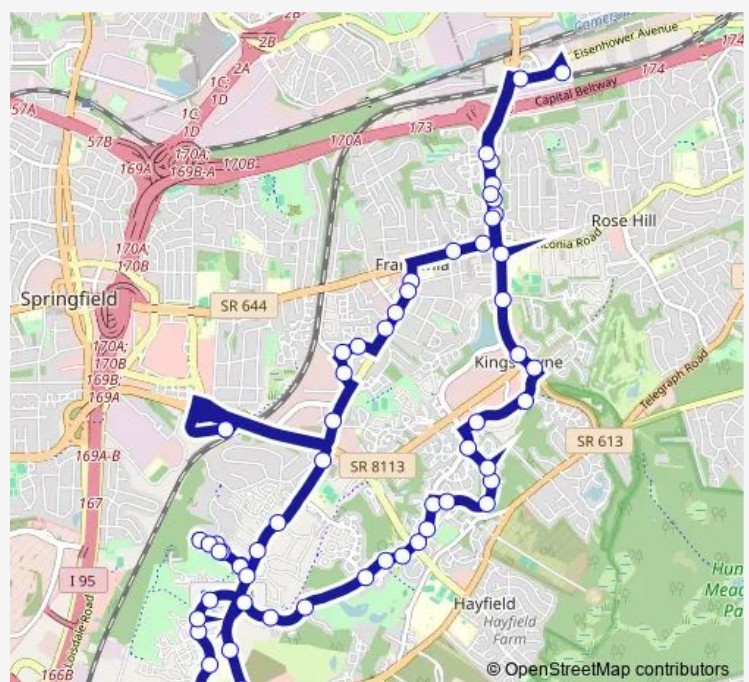 2B
2B
2A
Eisenhower Avenue
174
174
Capital Beltway
1C;
1D
57A
1C;
1D
173
57B
170A
170A;
169A
169B-A
170B
170A;
170B
Rose Hill
Springfield
SR 644
170A;
170B
169B;
169A
Telegraph Road
SR 613
169A-B
SR 8113
167
I 95
Loisdale Road
Hayfield
Hayfield
Farm
166B
© OpenStreetMap contributors